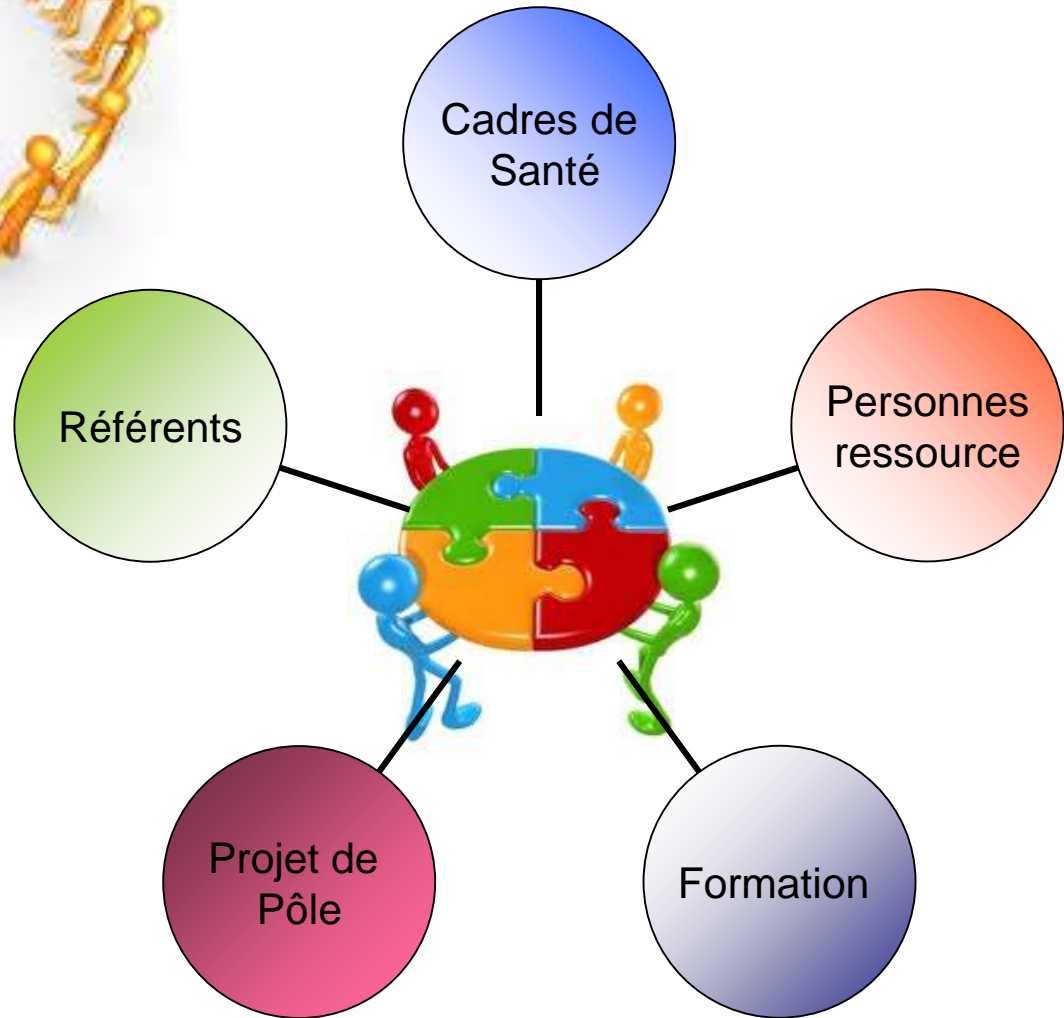 Cadres de
Santé
Référents
Personnes
ressource
Projet de
Pôle
Formation